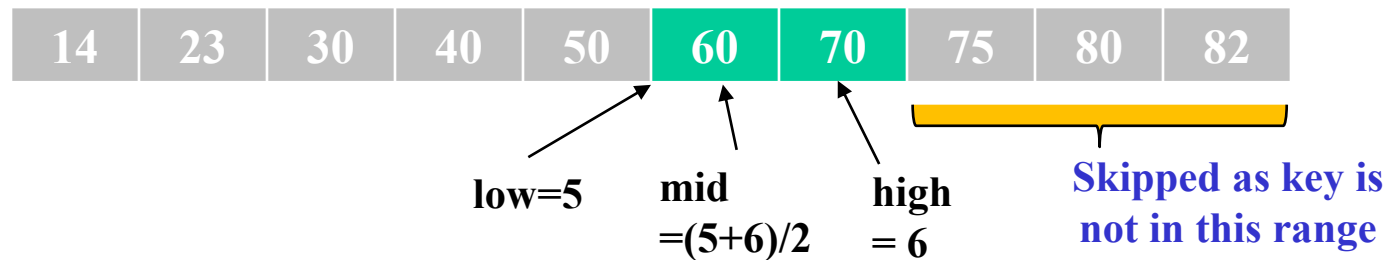 14 23 30 40 50 60 70 75 80 82
low=5
mid
=(5+6)/2
high
= 6
Skipped as key is
not in this range